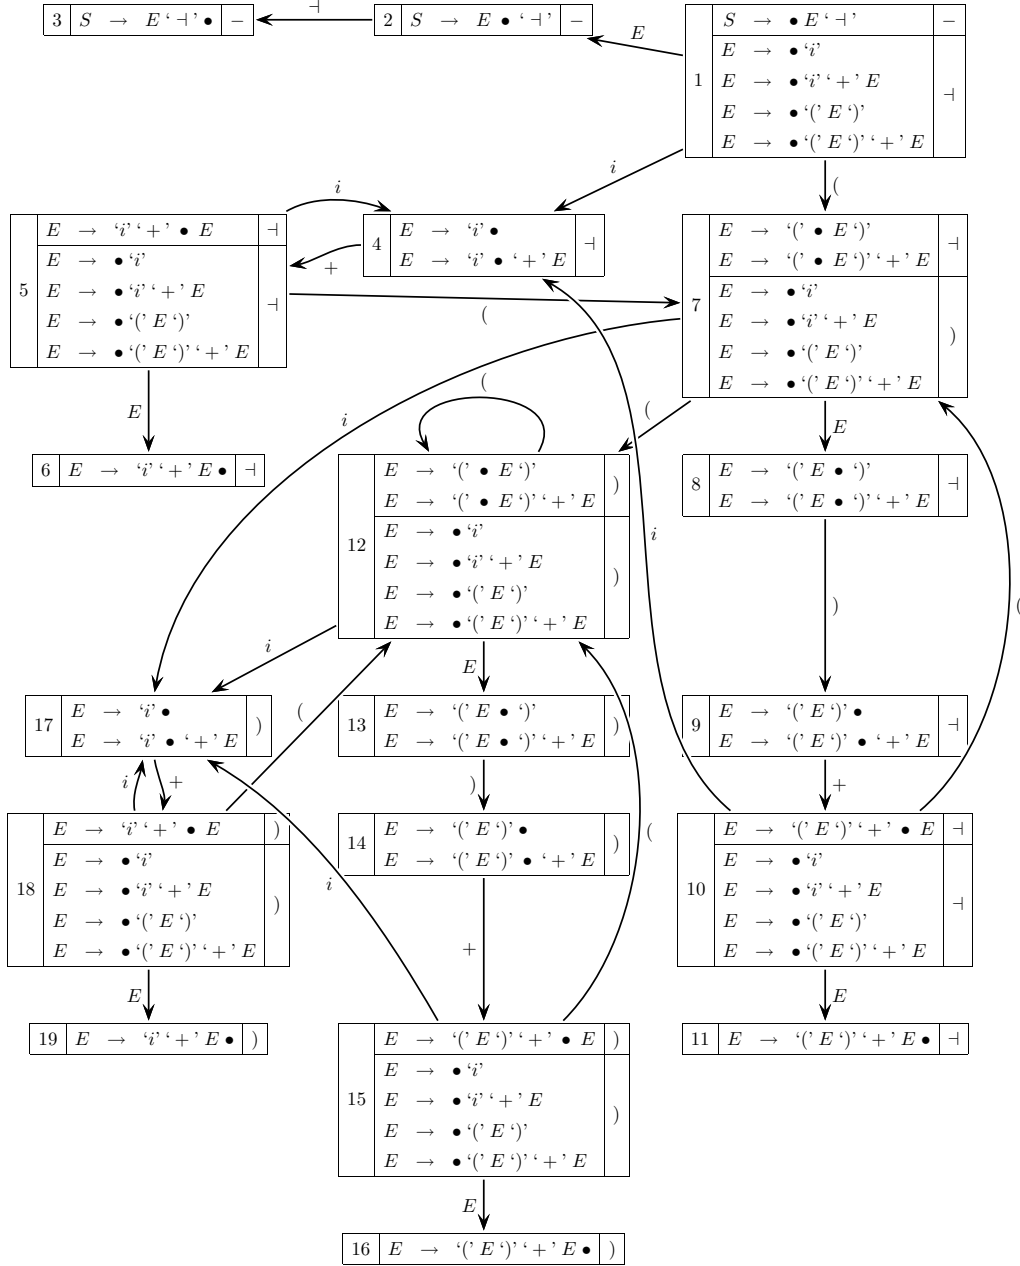 3 S → E ‘ ⊣ ’ • −
⊣
2 S → E • ‘ ⊣ ’ −
E
1 S → • E ‘ ⊣ ’ −
E → • ‘i’
E → • ‘i’ ‘ + ’ E
E → • ‘(’ E ‘)’
E → • ‘(’ E ‘)’ ‘ + ’ E
⊣
i
(
5 E → ‘i’ ‘ + ’ • E ⊣
E → • ‘i’
E → • ‘i’ ‘ + ’ E
E → • ‘(’ E ‘)’
E → • ‘(’ E ‘)’ ‘ + ’ E
⊣
i
+
(
4 E → ‘i’ •
E → ‘i’ • ‘ + ’ E
⊣
7 E → ‘(’ • E ‘)’
E → ‘(’ • E ‘)’ ‘ + ’ E
⊣
E → • ‘i’
E → • ‘i’ ‘ + ’ E
E → • ‘(’ E ‘)’
E → • ‘(’ E ‘)’ ‘ + ’ E
)
E
i
(
(
E
6 E → ‘i’ ‘ + ’ E • ⊣
12 E → ‘(’ • E ‘)’
E → ‘(’ • E ‘)’ ‘ + ’ E
)
E → • ‘i’
E → • ‘i’ ‘ + ’ E
E → • ‘(’ E ‘)’
E → • ‘(’ E ‘)’ ‘ + ’ E
)
8 E → ‘(’ E • ‘)’
E → ‘(’ E • ‘)’ ‘ + ’ E
⊣
i
)
(
i
E
(
17 E → ‘i’ •
E → ‘i’ • ‘ + ’ E
)
13 E → ‘(’ E • ‘)’
E → ‘(’ E • ‘)’ ‘ + ’ E
)
9 E → ‘(’ E ‘)’ •
E → ‘(’ E ‘)’ • ‘ + ’ E
⊣
i
+
)
+
18 E → ‘i’ ‘ + ’ • E )
E → • ‘i’
E → • ‘i’ ‘ + ’ E
E → • ‘(’ E ‘)’
E → • ‘(’ E ‘)’ ‘ + ’ E
)
14 E → ‘(’ E ‘)’ •
E → ‘(’ E ‘)’ • ‘ + ’ E
)
10 E → ‘(’ E ‘)’ ‘ + ’ • E ⊣
E → • ‘i’
E → • ‘i’ ‘ + ’ E
E → • ‘(’ E ‘)’
E → • ‘(’ E ‘)’ ‘ + ’ E
⊣
(
i
+
E
E
19 E → ‘i’ ‘ + ’ E • )
15 E → ‘(’ E ‘)’ ‘ + ’ • E )
E → • ‘i’
E → • ‘i’ ‘ + ’ E
E → • ‘(’ E ‘)’
E → • ‘(’ E ‘)’ ‘ + ’ E
)
11 E → ‘(’ E ‘)’ ‘ + ’ E • ⊣
E
16 E → ‘(’ E ‘)’ ‘ + ’ E • )